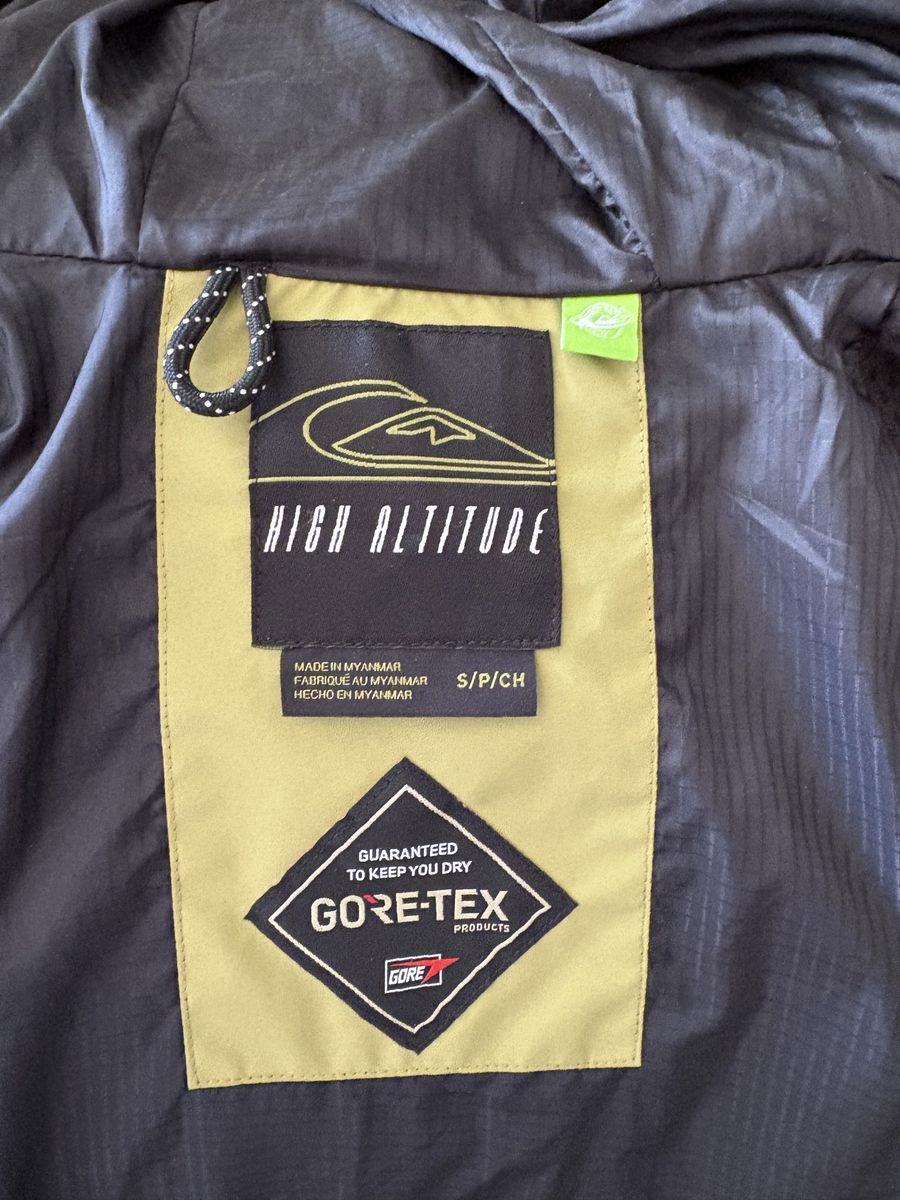 HIGH ALTITUDE
MADE IN MYANMAR
FABRIQUÉ AU MYANMAR
HECHO EN MYANMAR
S/P/CH
GUARANTEED
TO KEEP YOU DRY
GORE-TEX
PRODUCTS
GORE